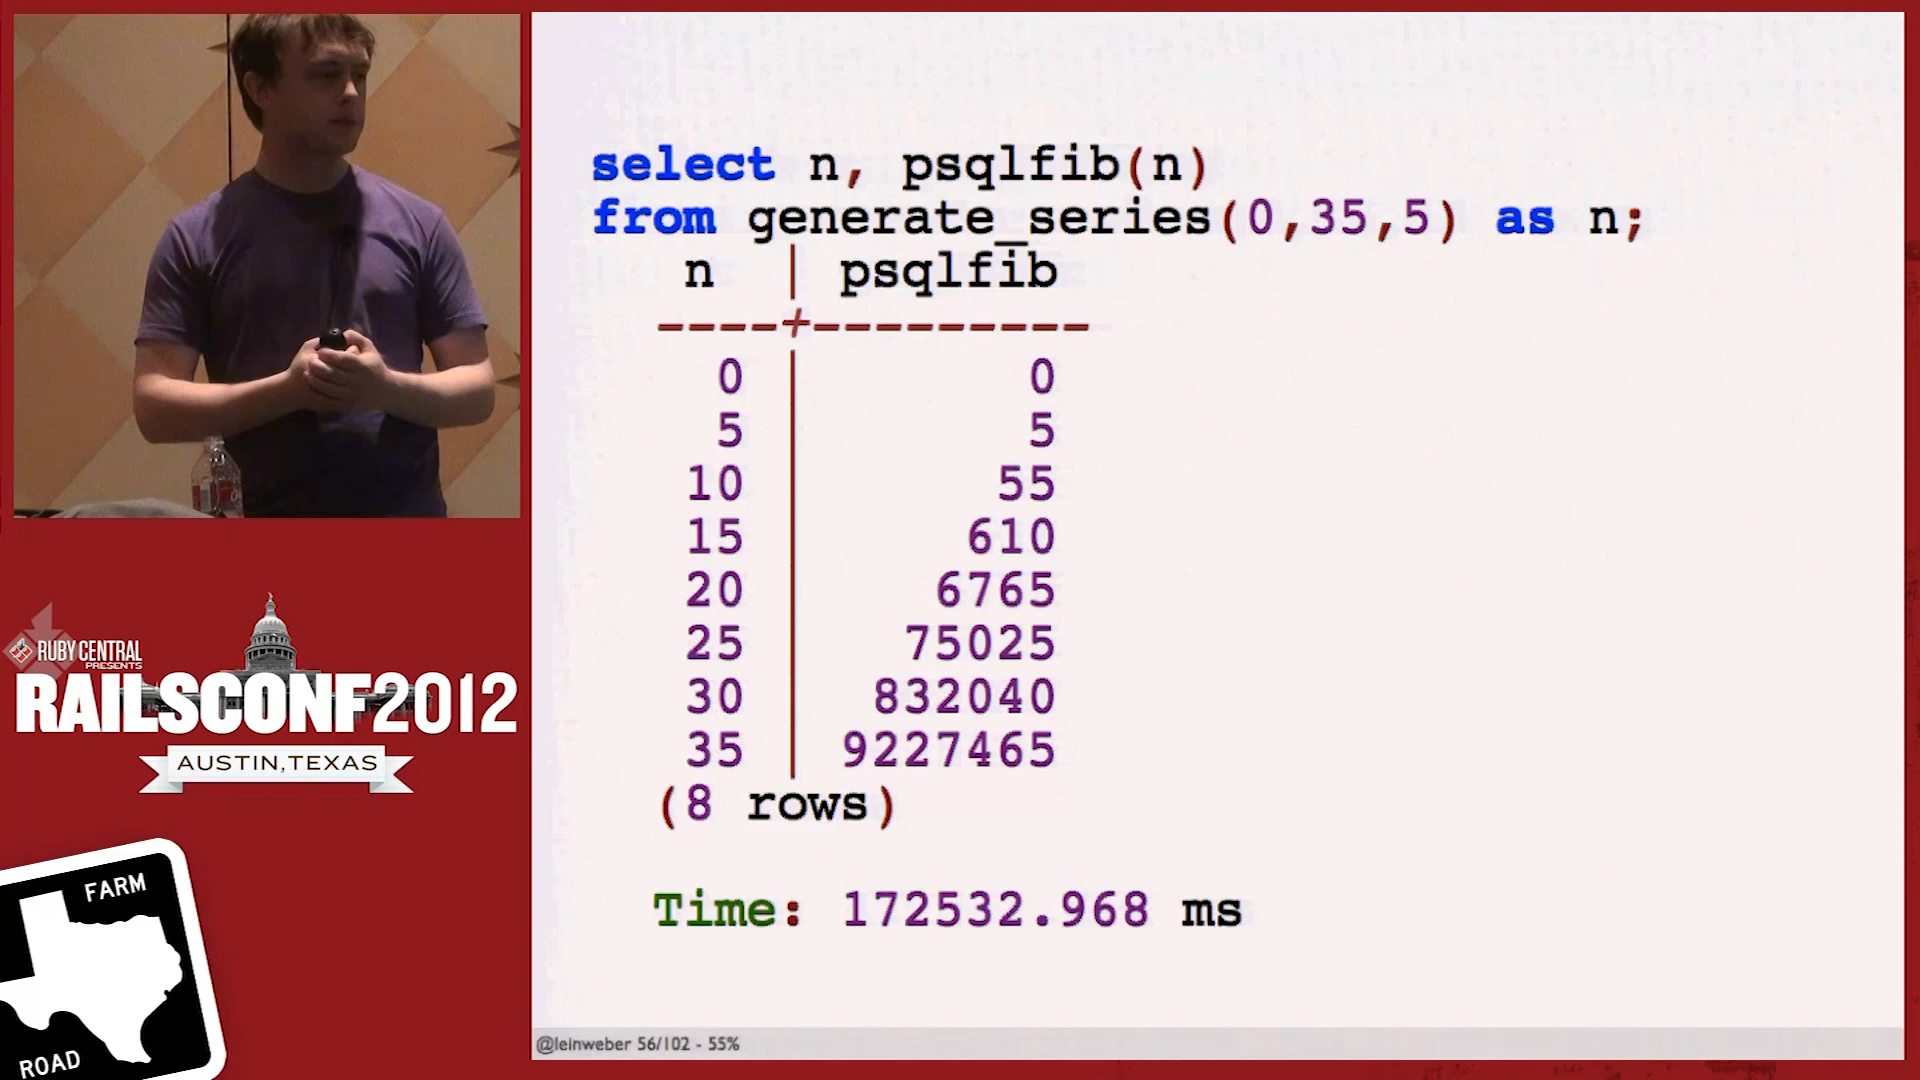 select n, psqlfib(n)
from generate_series(0,35,5) as n;
n | psqlfib
----+---------
0 | 0
5 | 5
10 | 55
15 | 610
20 | 6765
25 | 75025
30 | 832040
35 | 9227465
(8 rows)
Time: 172532.968 ms
@leinweber 56/102 - 55%
RUBY CENTRAL
PRESENTS
RAILSCONF2012
AUSTIN, TEXAS
FARM
ROAD